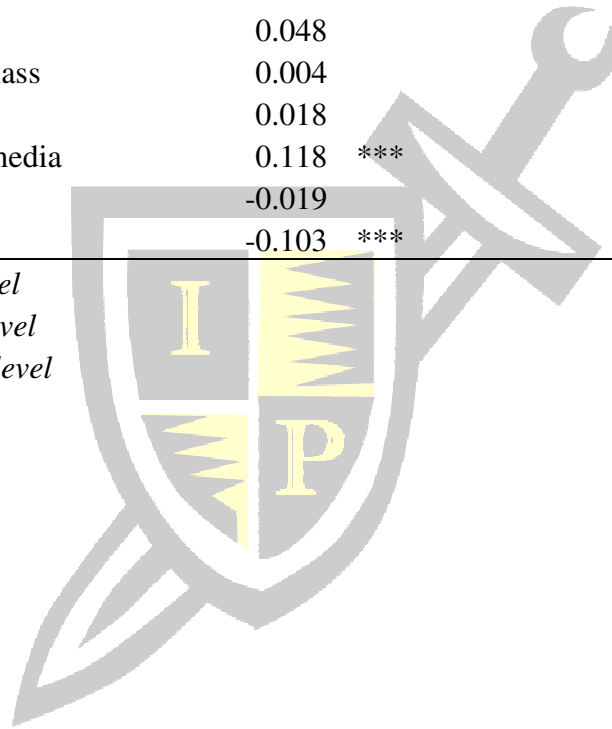 0.048
ass 0.004
0.018
nedia 0.118 ***
-0.019
-0.103 ***
el
vel
level
I
P